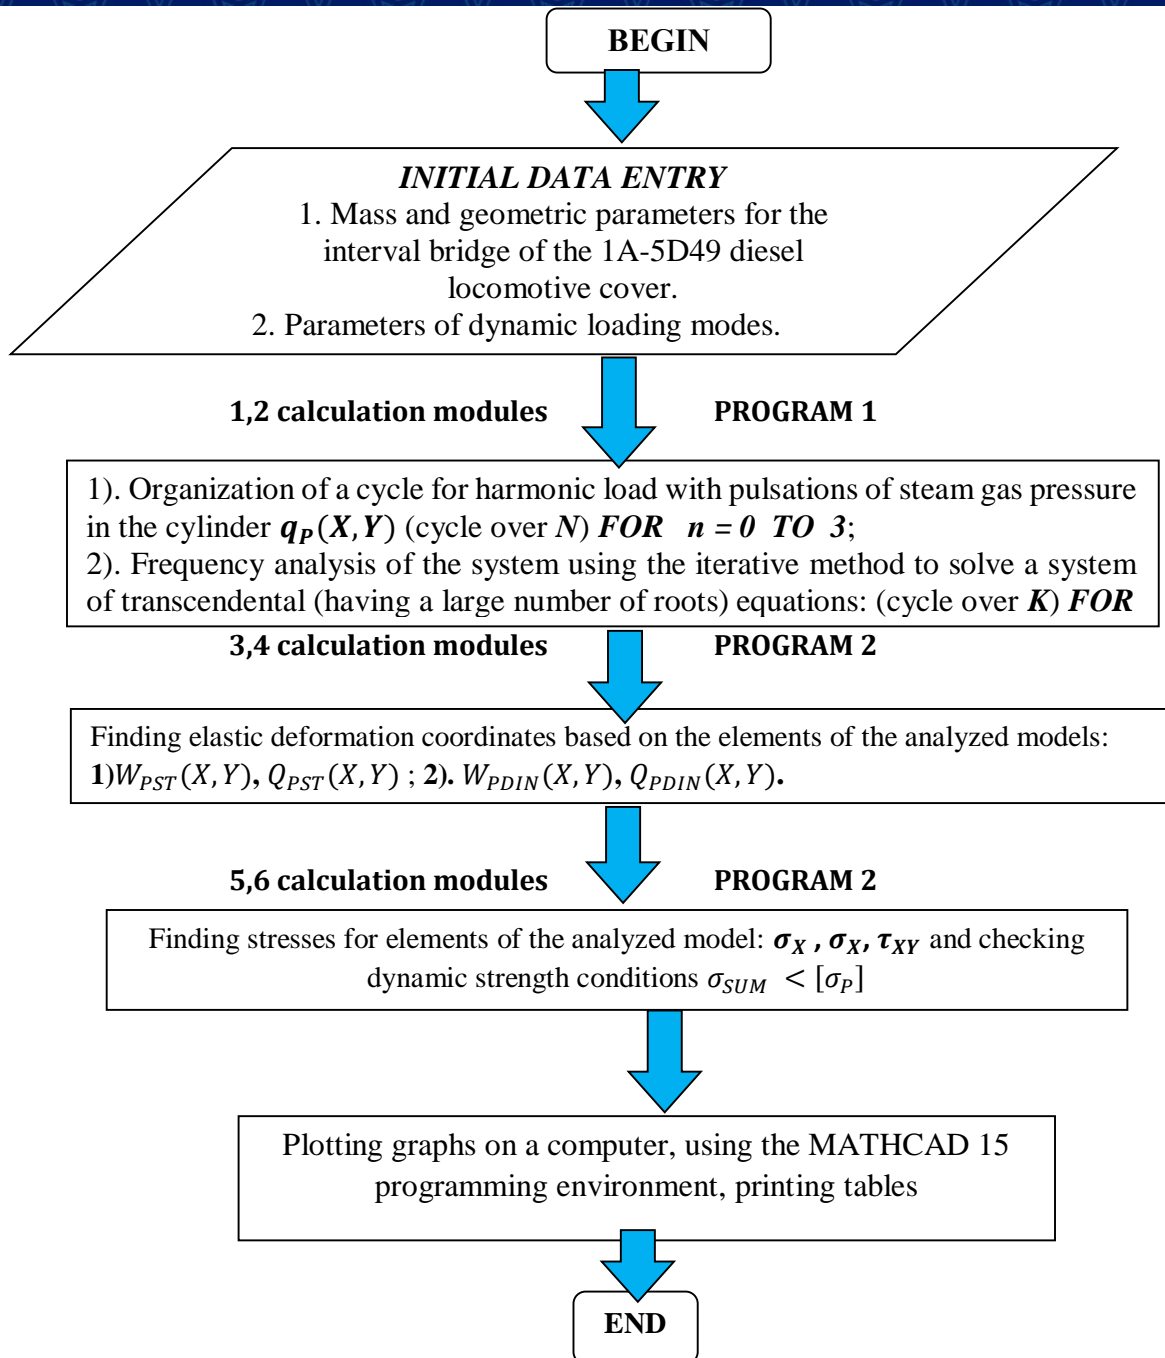 BEGIN
INITIAL DATA ENTRY
1. Mass and geometric parameters for the
interval bridge of the 1A-5D49 diesel
locomotive cover.
2. Parameters of dynamic loading modes.
1,2 calculation modules PROGRAM 1
1). Organization of a cycle for harmonic load with pulsations of steam gas pressure
in the cylinder q_P(X,Y) (cycle over N) FOR n = 0 TO 3;
2). Frequency analysis of the system using the iterative method to solve a system
of transcendental (having a large number of roots) equations: (cycle over K) FOR
3,4 calculation modules PROGRAM 2
Finding elastic deformation coordinates based on the elements of the analyzed models:
1)W_PST(X,Y), Q_PST(X,Y) ; 2). W_PDIN(X,Y), Q_PDIN(X,Y).
5,6 calculation modules PROGRAM 2
Finding stresses for elements of the analyzed model: σ_X , σ_X, τ_XY and checking
dynamic strength conditions σ_SUM < [σ_P]
Plotting graphs on a computer, using the MATHCAD 15
programming environment, printing tables
END